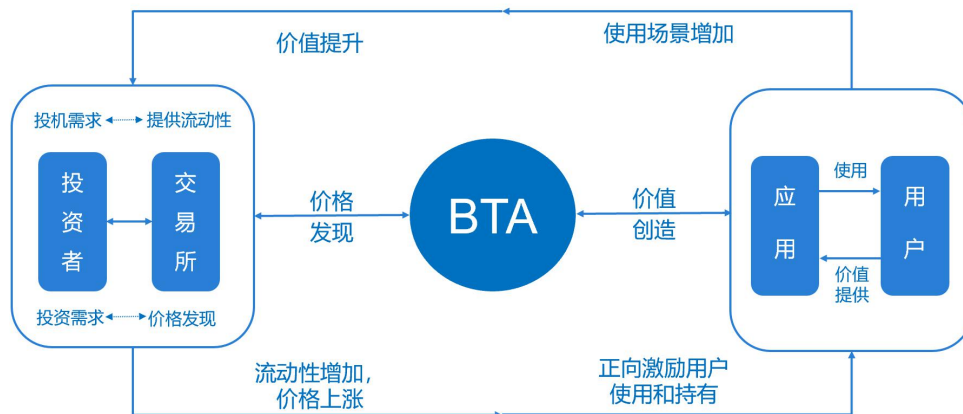 价值提升
使用场景增加
投机需求
提供流动性
投资者
交易所
投资需求
价格发现
价格
发现
BTA
价值
创造
应用
使用
用户
价值
提供
流动性增加，
价格上涨
正向激励用户
使用和持有